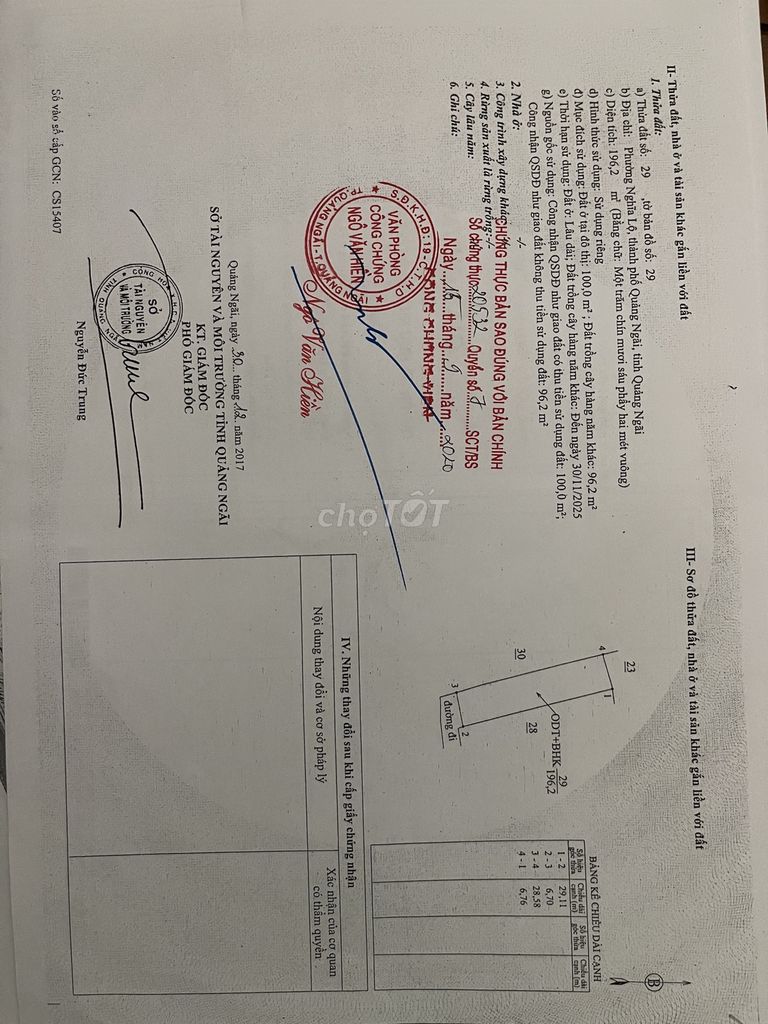 II- Thửa đất, nhà ở và tài sản khác gắn liền với đất
1. Thửa đất:
a) Thửa đất số: 29 ,tờ bản đồ số: 29
b) Địa chỉ: Phường Nghĩa Lộ, thành phố Quảng Ngãi, tỉnh Quảng Ngãi
c) Diện tích: 196,2 m² (Bằng chữ: Một trăm chín mươi sáu phẩy hai mét vuông)
d) Hình thức sử dụng: Sử dụng riêng
đ) Mục đích sử dụng: Đất ở tại đô thị: 100,0 m² ; Đất trồng cây hàng năm khác: 96,2 m²
e) Thời hạn sử dụng: Đất ở: Lâu dài; Đất trồng cây hàng năm khác: Đến ngày 30/11/2025
g) Nguồn gốc sử dụng: Công nhận QSDĐ như giao đất có thu tiền sử dụng đất: 100,0 m²;
Công nhận QSDĐ như giao đất không thu tiền sử dụng đất: 96,2 m²
2. Nhà ở: -/-
3. Công trình xây dựng khác:
4. Rừng sản xuất là rừng trồng:-/-
5. Cây lâu năm:
6. Ghi chú:
CHỨNG THỰC BẢN SAO ĐÚNG VỚI BẢN CHÍNH
Số chứng thực Quyển số 7 SCT/BS
Ngày 15 tháng 9 năm 2020
S.Đ.K.H.Đ: 19-C.T.H.D
VĂN PHÒNG
CÔNG CHỨNG
NGÔ VĂN HIỀN
TP.QUẢNG NGÃI-T.QUẢNG NGÃI
Ngô Văn Hiền
Quảng Ngãi, ngày 30 tháng 12 năm 2017
SỞ TÀI NGUYÊN VÀ MÔI TRƯỜNG TỈNH QUẢNG NGÃI
KT. GIÁM ĐỐC
PHÓ GIÁM ĐỐC
SỞ
TÀI NGUYÊN
VÀ MÔI TRƯỜNG
Nguyễn Đức Trung
Số vào sổ cấp GCN: CS15407
III- Sơ đồ thửa đất, nhà ở và tài sản khác gắn liền với đất
B
23
4
1
30
ODT+BHK 29
196,2
28
3
2
đường đi
BẢNG KÊ CHIỀU DÀI CẠNH
Số hiệu góc thửa Chiều dài cạnh (m) Số hiệu góc thửa Chiều dài cạnh (m)
1 - 2 29,11
2 - 3 6,70
3 - 4 28,58
4 - 1 6,76
IV. Những thay đổi sau khi cấp giấy chứng nhận
Nội dung thay đổi và cơ sở pháp lý
Xác nhận của cơ quan
có thẩm quyền
chợTỐT